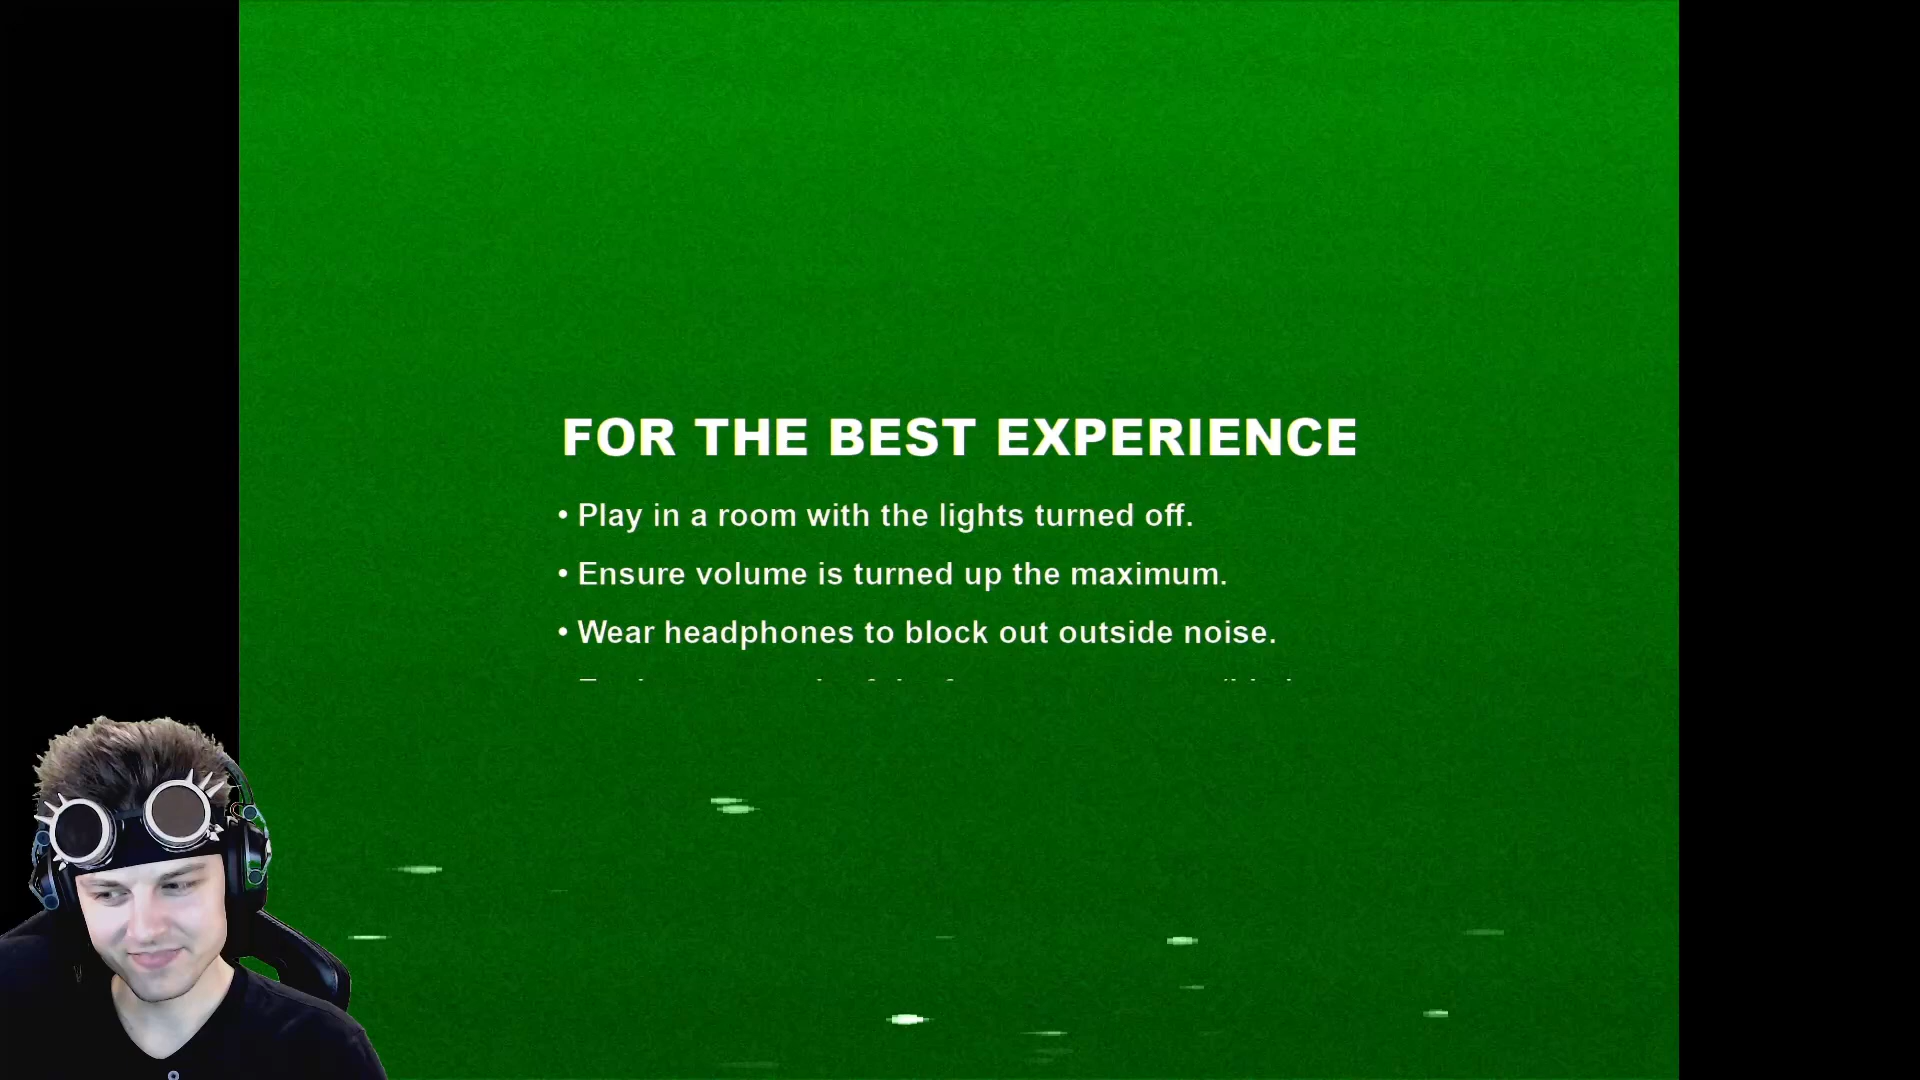 FOR THE BEST EXPERIENCE
• Play in a room with the lights turned off.
• Ensure volume is turned up the maximum.
• Wear headphones to block out outside noise.